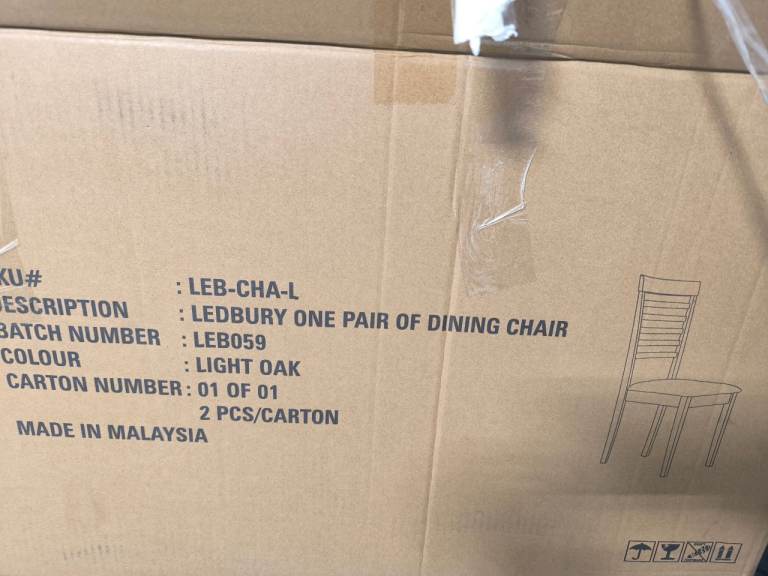 KU# : LEB-CHA-L
DESCRIPTION : LEDBURY ONE PAIR OF DINING CHAIR
BATCH NUMBER : LEB059
COLOUR : LIGHT OAK
CARTON NUMBER : 01 OF 01
2 PCS/CARTON
MADE IN MALAYSIA